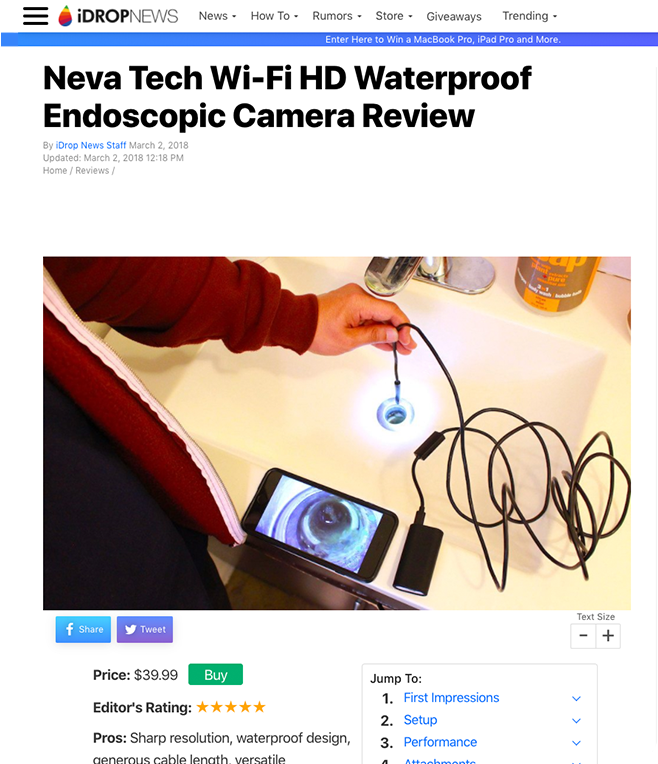 iDROPNEWS
News
How To
Rumors
Store
Giveaways
Trending
Enter Here to Win a MacBook Pro, iPad Pro and More.
Neva Tech Wi-Fi HD Waterproof
Endoscopic Camera Review
By iDrop News Staff March 2, 2018
Updated: March 2, 2018 12:18 PM
Home / Reviews /
Share
Tweet
Text Size
- +
Price: $39.99 Buy
Editor's Rating: ★★★★★
Pros: Sharp resolution, waterproof design,
generous cable length, versatile
Jump To:
1. First Impressions
2. Setup
3. Performance
4. Attachments